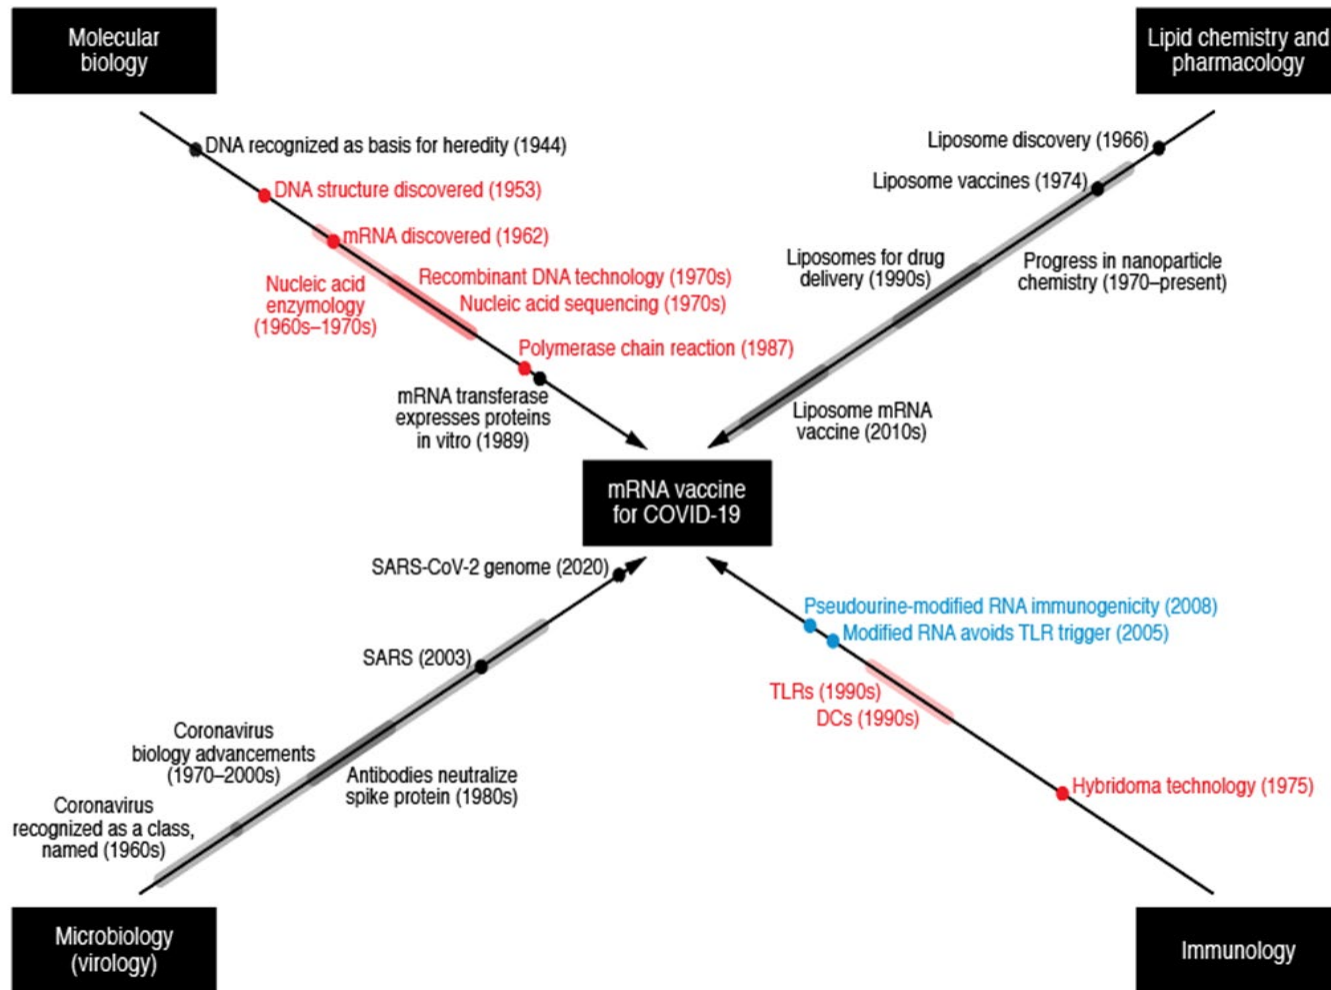 Molecular
biology
Lipid chemistry and
pharmacology
DNA recognized as basis for heredity (1944)
DNA structure discovered (1953)
mRNA discovered (1962)
Nucleic acid
enzymology
(1960s–1970s)
Recombinant DNA technology (1970s)
Nucleic acid sequencing (1970s)
Polymerase chain reaction (1987)
mRNA transferase
expresses proteins
in vitro (1989)
Liposome discovery (1966)
Liposome vaccines (1974)
Liposomes for drug
delivery (1990s)
Progress in nanoparticle
chemistry (1970–present)
Liposome mRNA
vaccine (2010s)
mRNA vaccine
for COVID-19
SARS-CoV-2 genome (2020)
SARS (2003)
Coronavirus
biology advancements
(1970–2000s)
Antibodies neutralize
spike protein (1980s)
Coronavirus
recognized as a class,
named (1960s)
Pseudourine-modified RNA immunogenicity (2008)
Modified RNA avoids TLR trigger (2005)
TLRs (1990s)
DCs (1990s)
Hybridoma technology (1975)
Microbiology
(virology)
Immunology